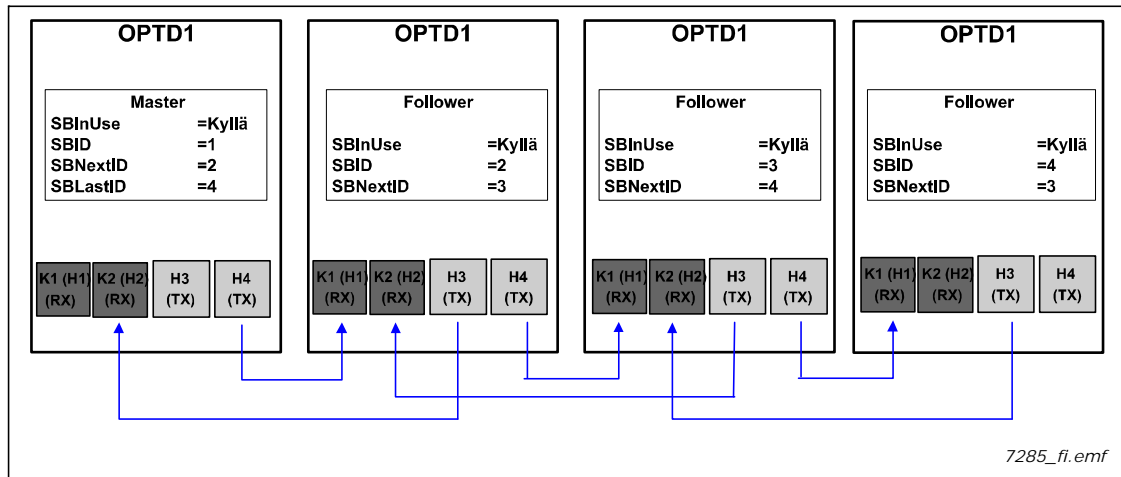 OPTD1
Master
SBInUse =Kyllä
SBID =1
SBNextID =2
SBLastID =4
K1 (H1) (RX)
K2 (H2) (RX)
H3 (TX)
H4 (TX)
OPTD1
Follower
SBInUse =Kyllä
SBID =2
SBNextID =3
K1 (H1) (RX)
K2 (H2) (RX)
H3 (TX)
H4 (TX)
OPTD1
Follower
SBInUse =Kyllä
SBID =3
SBNextID =4
K1 (H1) (RX)
K2 (H2) (RX)
H3 (TX)
H4 (TX)
OPTD1
Follower
SBInUse =Kyllä
SBID =4
SBNextID =3
K1 (H1) (RX)
K2 (H2) (RX)
H3 (TX)
H4 (TX)
7285_fi.emf